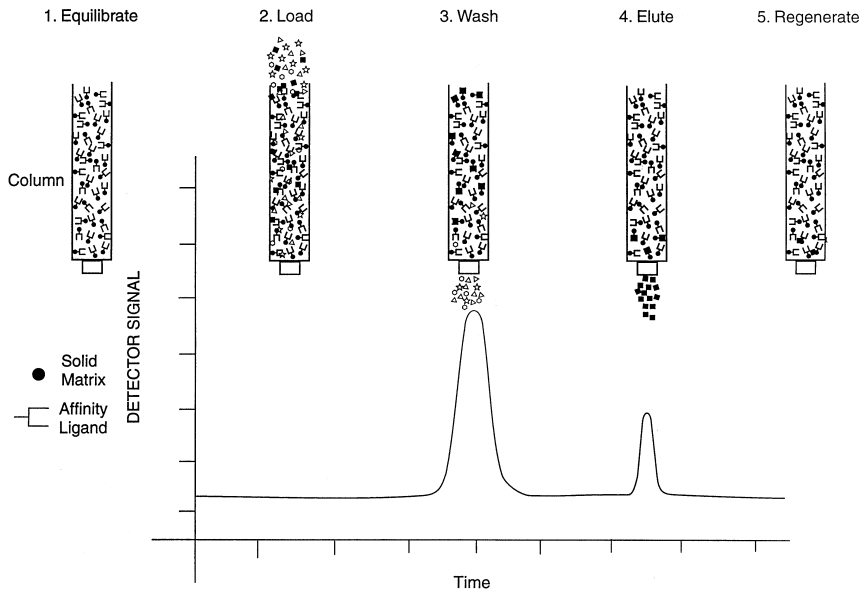 1. Equilibrate
2. Load
3. Wash
4. Elute
5. Regenerate
Column
DETECTOR SIGNAL
Solid
Matrix
Affinity
Ligand
Time